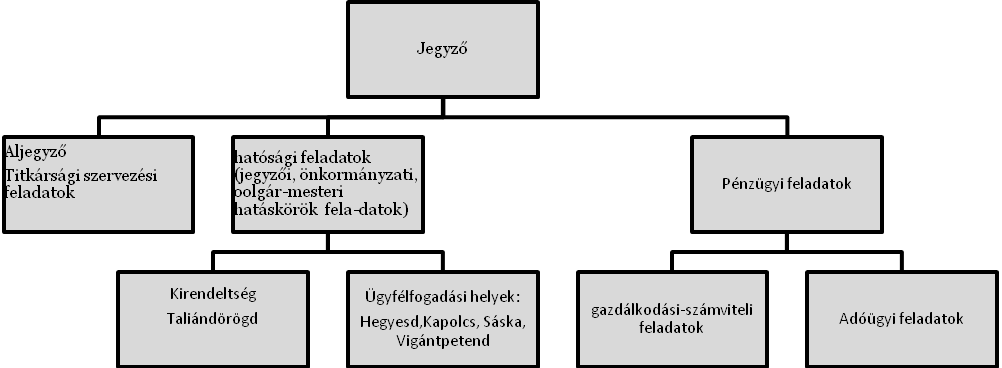 Jegyző
Aljegyző
Titkársági szervezési
feladatok
hatósági feladatok
(jegyzői, önkormányzati,
polgár-mesteri
hatáskörök fela-datok)
Pénzügyi feladatok
Kirendeltség
Taliándörögd
Ügyfélfogadási helyek:
Hegyesd,Kapolcs, Sáska,
Vigántpetend
gazdálkodási-számviteli
feladatok
Adóügyi feladatok